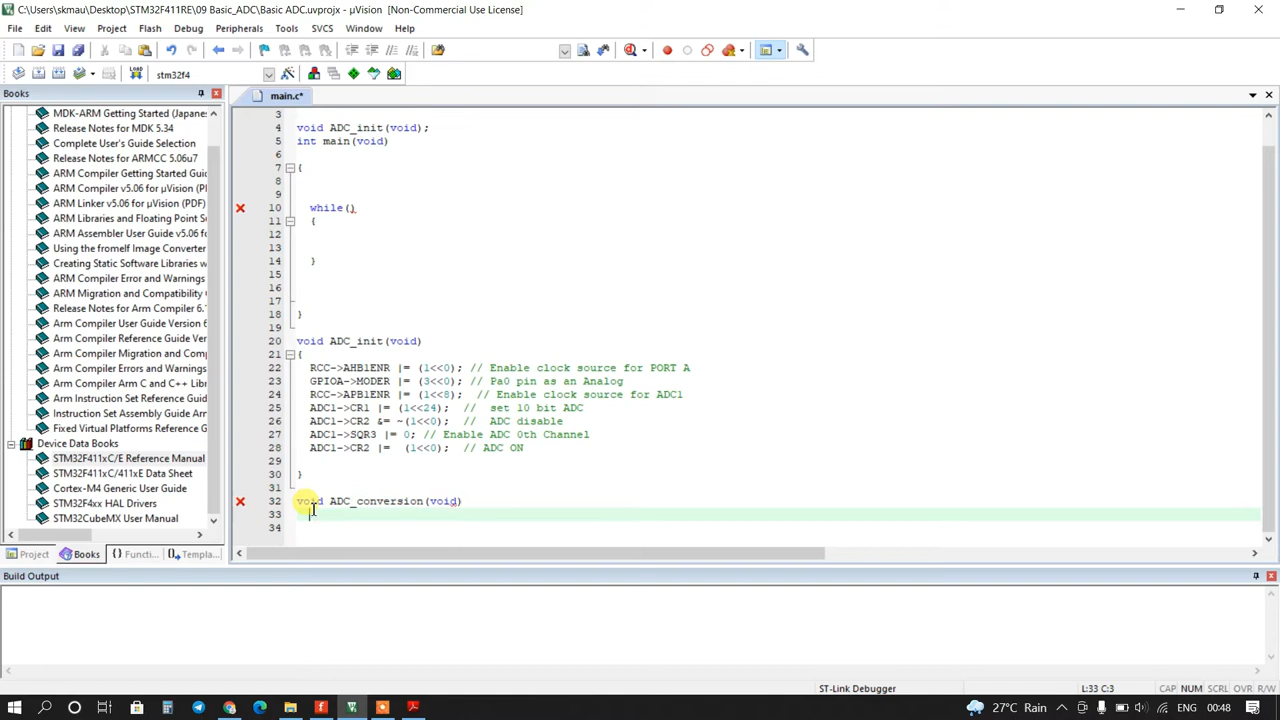 C:\Users\skmau\Desktop\STM32F411RE\09 Basic_ADC\Basic ADC.uvprojx - µVision [Non-Commercial Use License]
File Edit View Project Flash Debug Peripherals Tools SVCS Window Help
stm32f4
Books
main.c*
MDK-ARM Getting Started (Japanes
Release Notes for MDK 5.34
Complete User's Guide Selection
Release Notes for ARMCC 5.06u7
ARM Compiler Getting Started Guid
ARM Compiler v5.06 for µVision (PD
ARM Linker v5.06 for µVision (PDF)
ARM Libraries and Floating Point Su
ARM Assembler User Guide v5.06 f
Using the fromelf Image Converter
Creating Static Software Libraries w
ARM Compiler Error and Warnings
ARM Migration and Compatibility
Release Notes for Arm Compiler 6.
Arm Compiler User Guide Version 6
Arm Compiler Reference Guide Vers
Arm Compiler Migration and Comp
Arm Compiler Errors and Warnings
Arm Compiler Arm C and C++ Libr
Arm Instruction Set Reference Guid
Instruction Set Assembly Guide Arm
Fixed Virtual Platforms Reference G
Device Data Books
STM32F411xC/E Reference Manual
STM32F411xC/411xE Data Sheet
Cortex-M4 Generic User Guide
STM32F4xx HAL Drivers
STM32CubeMX User Manual
Project Books Functi... Templa...
3
4 void ADC_init(void);
5 int main(void)
6
7 {
8
9
10 while()
11 {
12
13
14 }
15
16
17
18 }
19
20 void ADC_init(void)
21 {
22 RCC->AHB1ENR |= (1<<0); // Enable clock source for PORT A
23 GPIOA->MODER |= (3<<0); // Pa0 pin as an Analog
24 RCC->APB1ENR |= (1<<8); // Enable clock source for ADC1
25 ADC1->CR1 |= (1<<24); // set 10 bit ADC
26 ADC1->CR2 &= ~(1<<0); // ADC disable
27 ADC1->SQR3 |= 0; // Enable ADC 0th Channel
28 ADC1->CR2 |= (1<<0); // ADC ON
29
30 }
31
32 void ADC_conversion(void)
33
34
Build Output
ST-Link Debugger L:33 C:3 CAP NUM SCRL OVR R/W
27°C Rain ENG 00:48